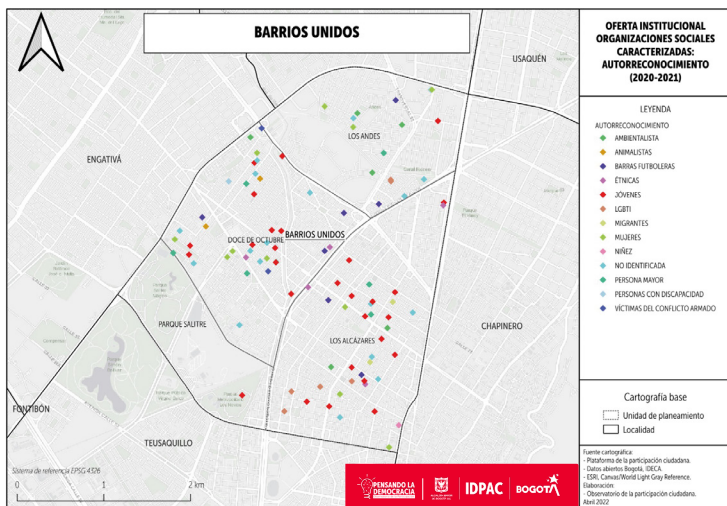 BARRIOS UNIDOS
USAQUÉN
LOS ANDES
ENGATIVÁ
DOCE DE OCTUBRE
BARRIOS UNIDOS
PARQUE SALITRE
LOS ALCÁZARES
CHAPINERO
FONTIBÓN
TEUSAQUILLO
Sistema de referencia EPSG 4326
0 1 2 km
PENSANDO LA
DEMOCRACIA
IDPAC
BOGOTÁ
OFERTA INSTITUCIONAL
ORGANIZACIONES SOCIALES
CARACTERIZADAS:
AUTORRECONOCIMIENTO
(2020-2021)
LEYENDA
AUTORRECONOCIMIENTO
AMBIENTALISTA
ANIMALISTAS
BARRAS FUTBOLERAS
ÉTNICAS
JÓVENES
LGBTI
MIGRANTES
MUJERES
NIÑEZ
NO IDENTIFICADA
PERSONA MAYOR
PERSONAS CON DISCAPACIDAD
VÍCTIMAS DEL CONFLICTO ARMADO
Cartografía base
Unidad de planeamiento
Localidad
Fuente cartográfica:
- Plataforma de la participación ciudadana.
- Datos abiertos Bogotá, IDECA.
- ESRI, Canvas/World Light Gray Reference.
Elaboración:
- Observatorio de la participación ciudadana.
Abril 2022